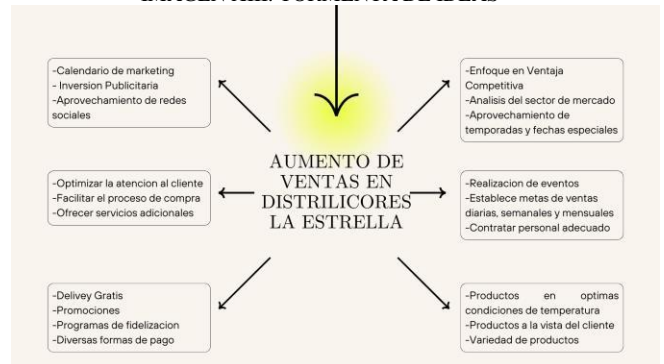 -Calendario de marketing
- Inversion Publicitaria
-Aprovechamiento de redes
sociales
-Enfoque en Ventaja
Competitiva
-Analisis del sector de mercado
-Aprovechamiento de
temporadas y fechas especiales
AUMENTO DE
VENTAS EN
DISTRILICORES
LA ESTRELLA
-Optimizar la atencion al cliente
-Facilitar el proceso de compra
-Ofrecer servicios adicionales
-Realizacion de eventos
-Establece metas de ventas
diarias, semanales y mensuales
-Contratar personal adecuado
-Delivey Gratis
-Promociones
-Programas de fidelizacion
-Diversas formas de pago
-Productos en optimas
condiciones de temperatura
-Productos a la vista del cliente
-Variedad de productos